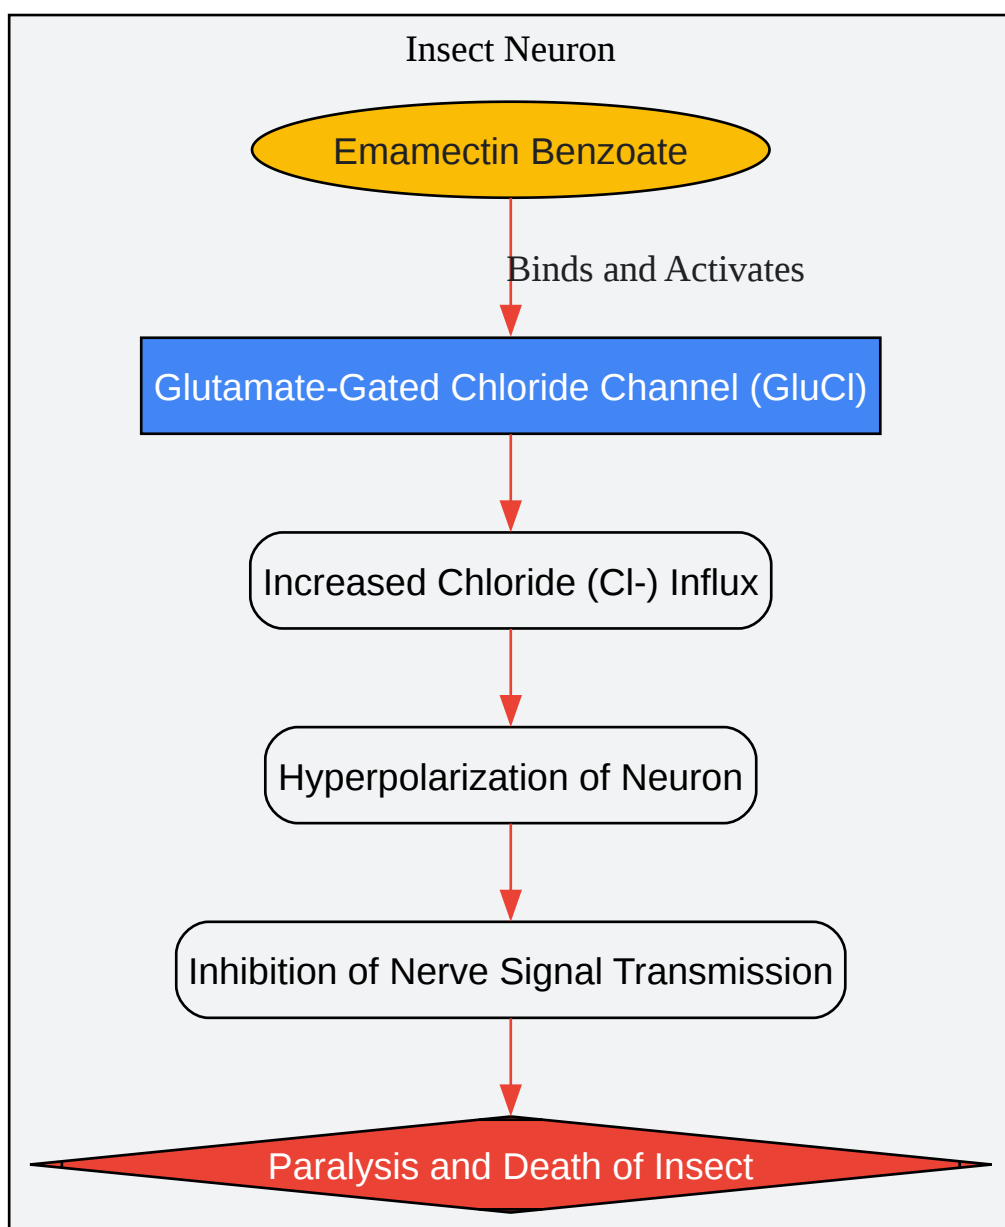 Insect Neuron
Emamectin Benzoate
Binds and Activates
Glutamate-Gated Chloride Channel (GluCl)
Increased Chloride (Cl-) Influx
Hyperpolarization of Neuron
Inhibition of Nerve Signal Transmission
Paralysis and Death of Insect